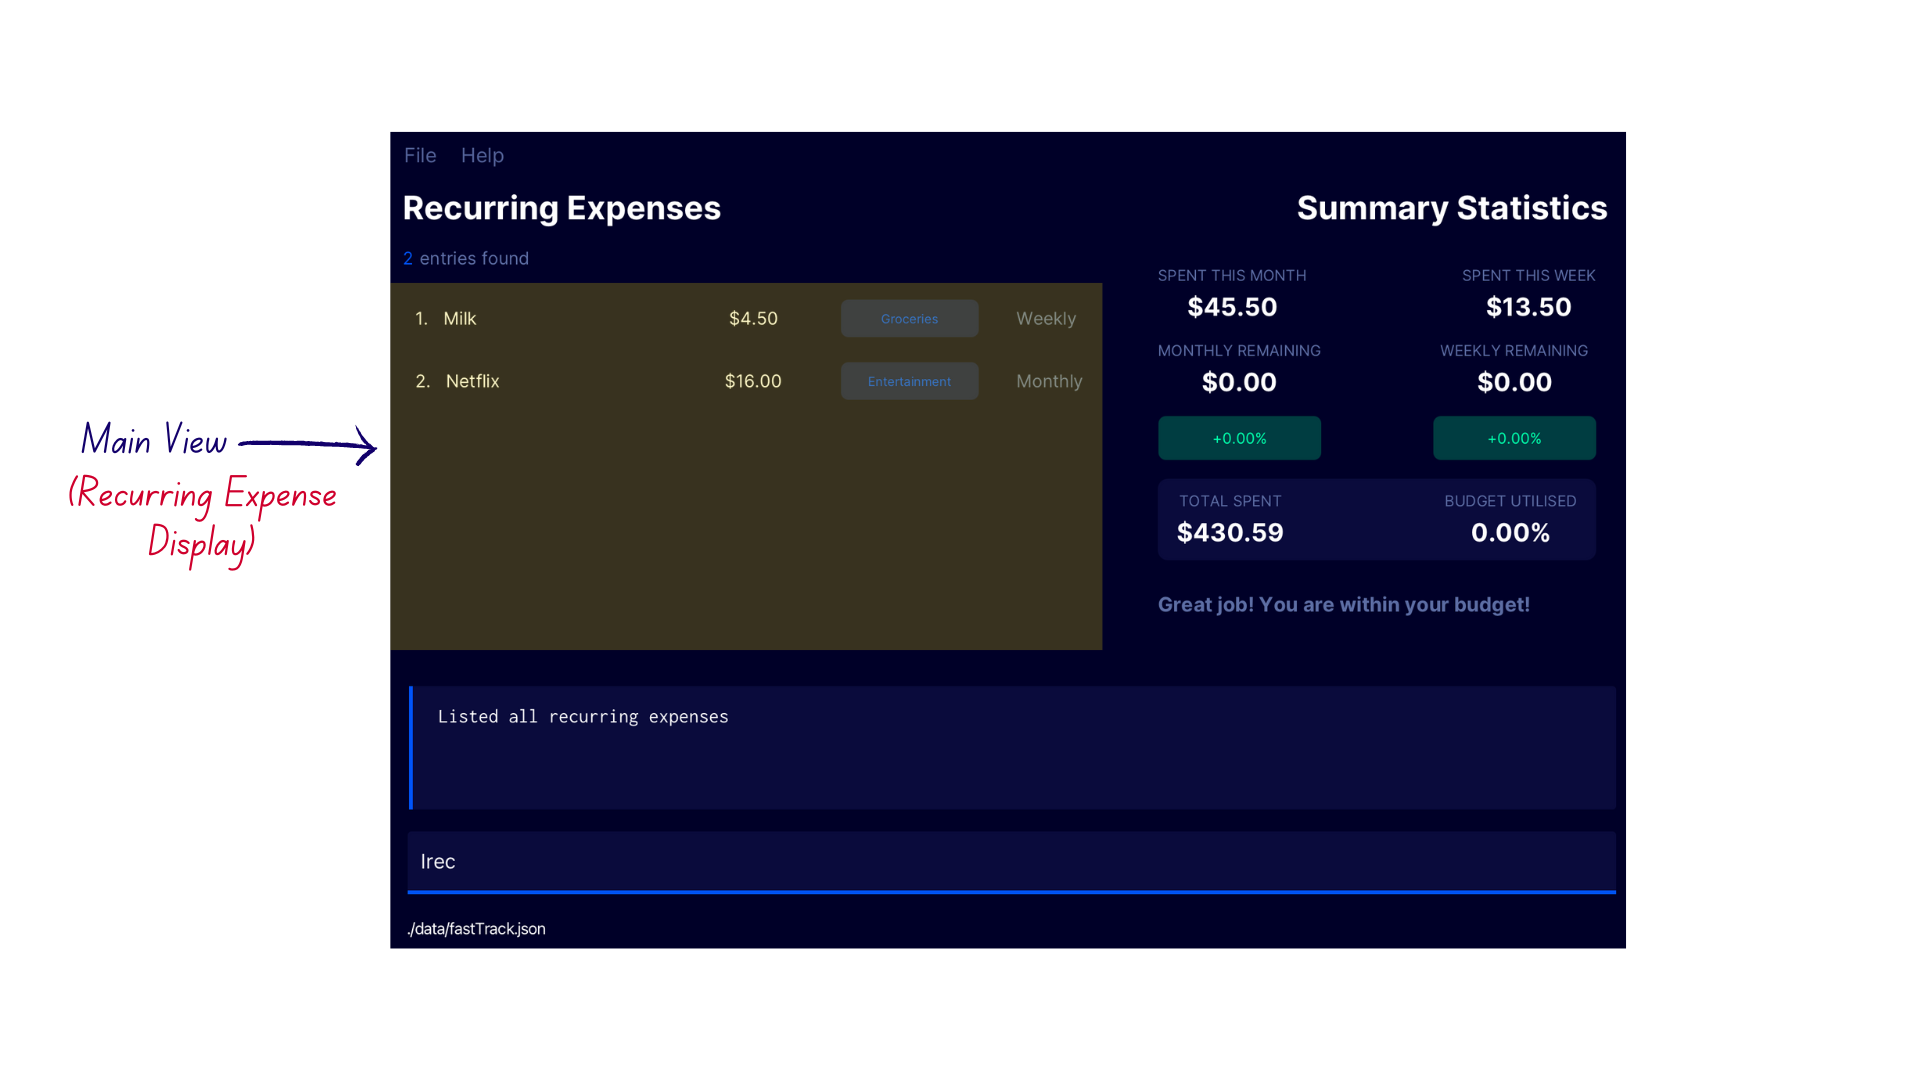 File Help
Recurring Expenses
2 entries found
1. Milk $4.50 Groceries Weekly
2. Netflix $16.00 Entertainment Monthly
Main View
(Recurring Expense
Display)
Summary Statistics
SPENT THIS MONTH SPENT THIS WEEK
$45.50 $13.50
MONTHLY REMAINING WEEKLY REMAINING
$0.00 $0.00
+0.00% +0.00%
TOTAL SPENT BUDGET UTILISED
$430.59 0.00%
Great job! You are within your budget!
Listed all recurring expenses
lrec
./data/fastTrack.json